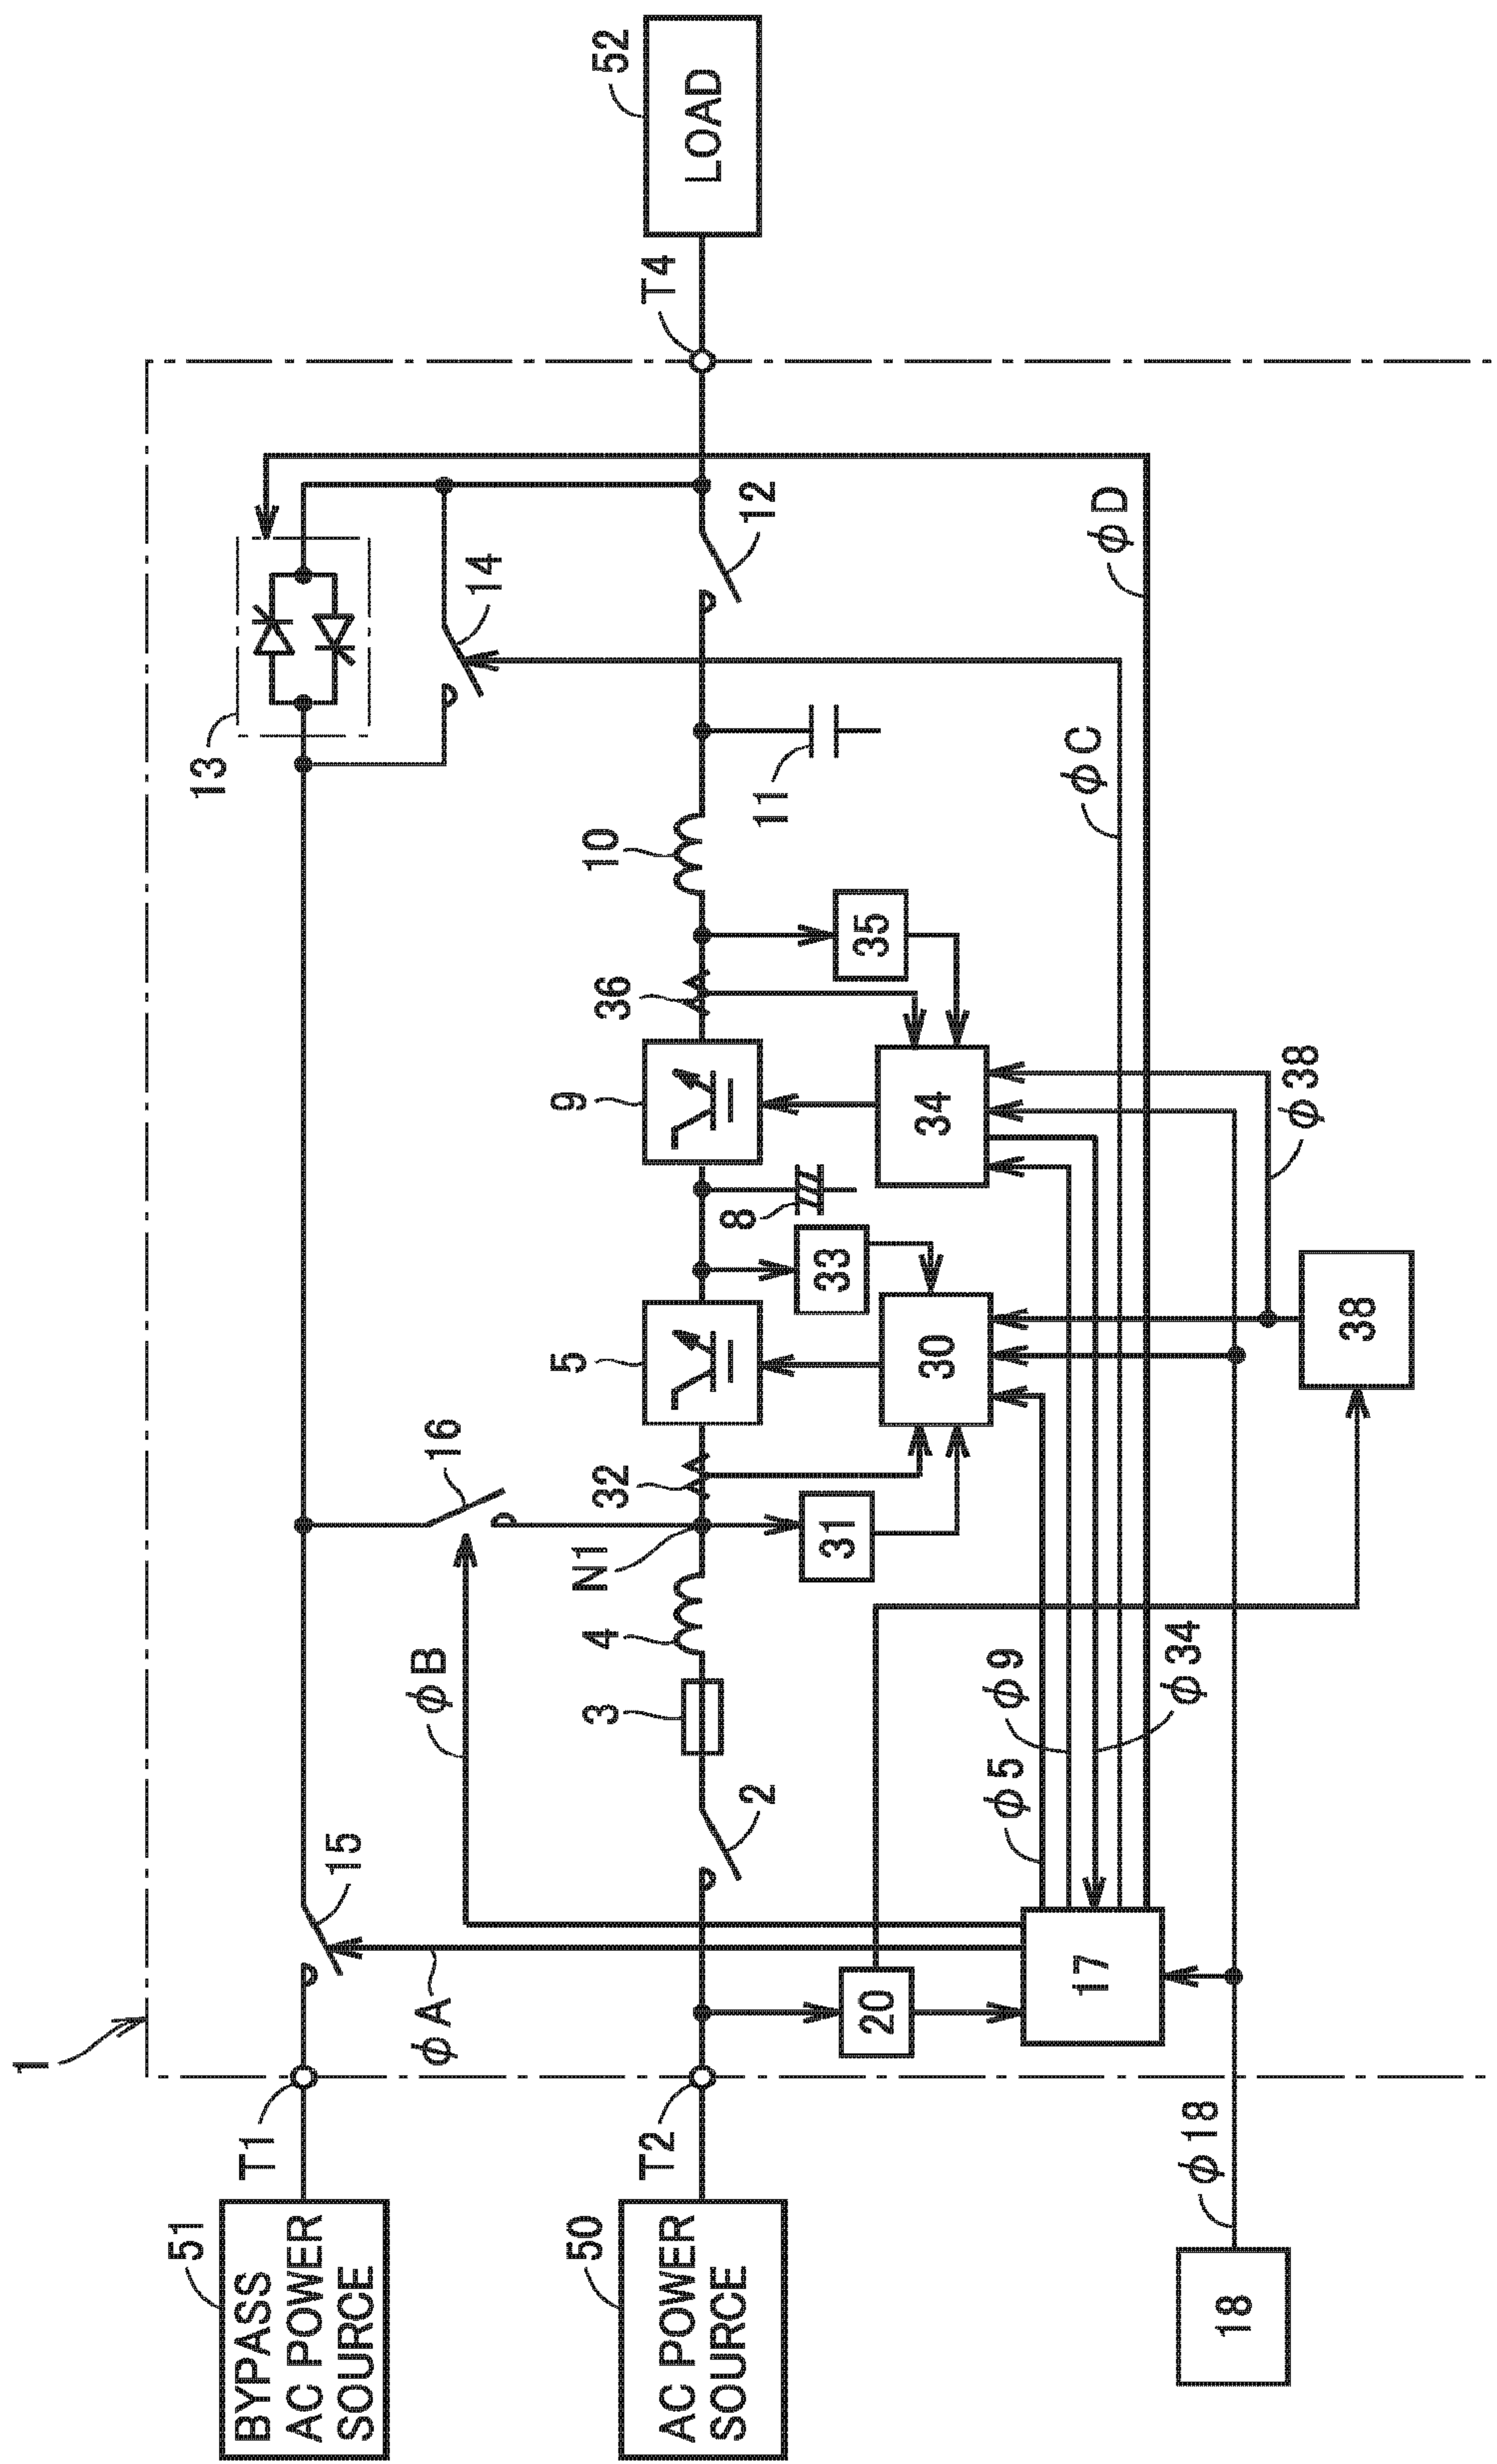 1
51
BYPASS
AC POWER
SOURCE
T1
15
ϕA
ϕB
16
13
14
50
AC POWER
SOURCE
T2
2
3
4
N1
32
5
8
9
36
10
11
12
T4
52
LOAD
20
31
33
35
30
34
17
ϕ5
ϕ9
ϕ34
ϕC
ϕD
ϕ38
38
18
ϕ18